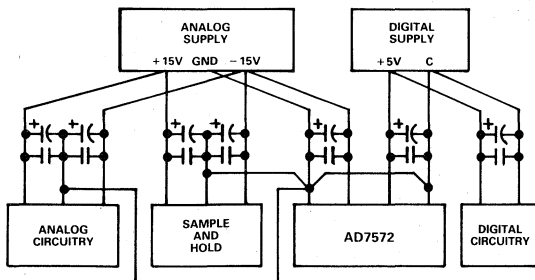 ANALOG
SUPPLY
+15V GND -15V
DIGITAL
SUPPLY
+5V C
+ + + + + + +
ANALOG
CIRCUITRY
SAMPLE
AND
HOLD
AD7572
DIGITAL
CIRCUITRY